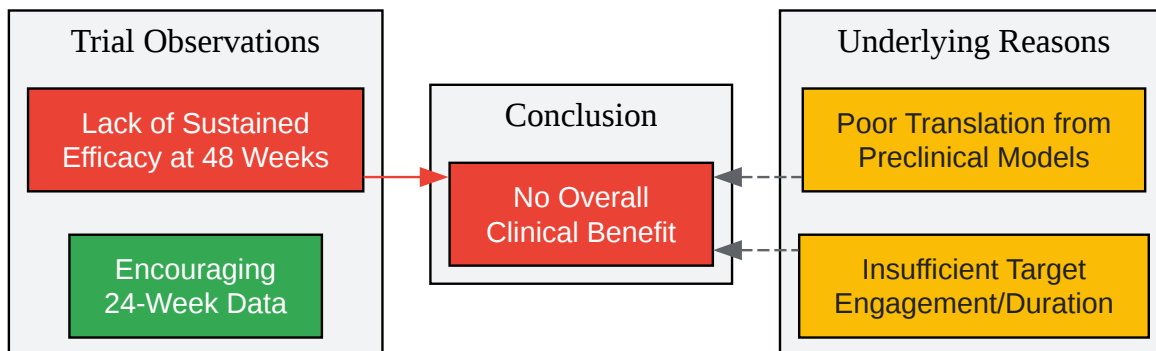 Trial Observations
Lack of Sustained
Efficacy at 48 Weeks
Encouraging
24-Week Data
Conclusion
No Overall
Clinical Benefit
Underlying Reasons
Poor Translation from
Preclinical Models
Insufficient Target
Engagement/Duration